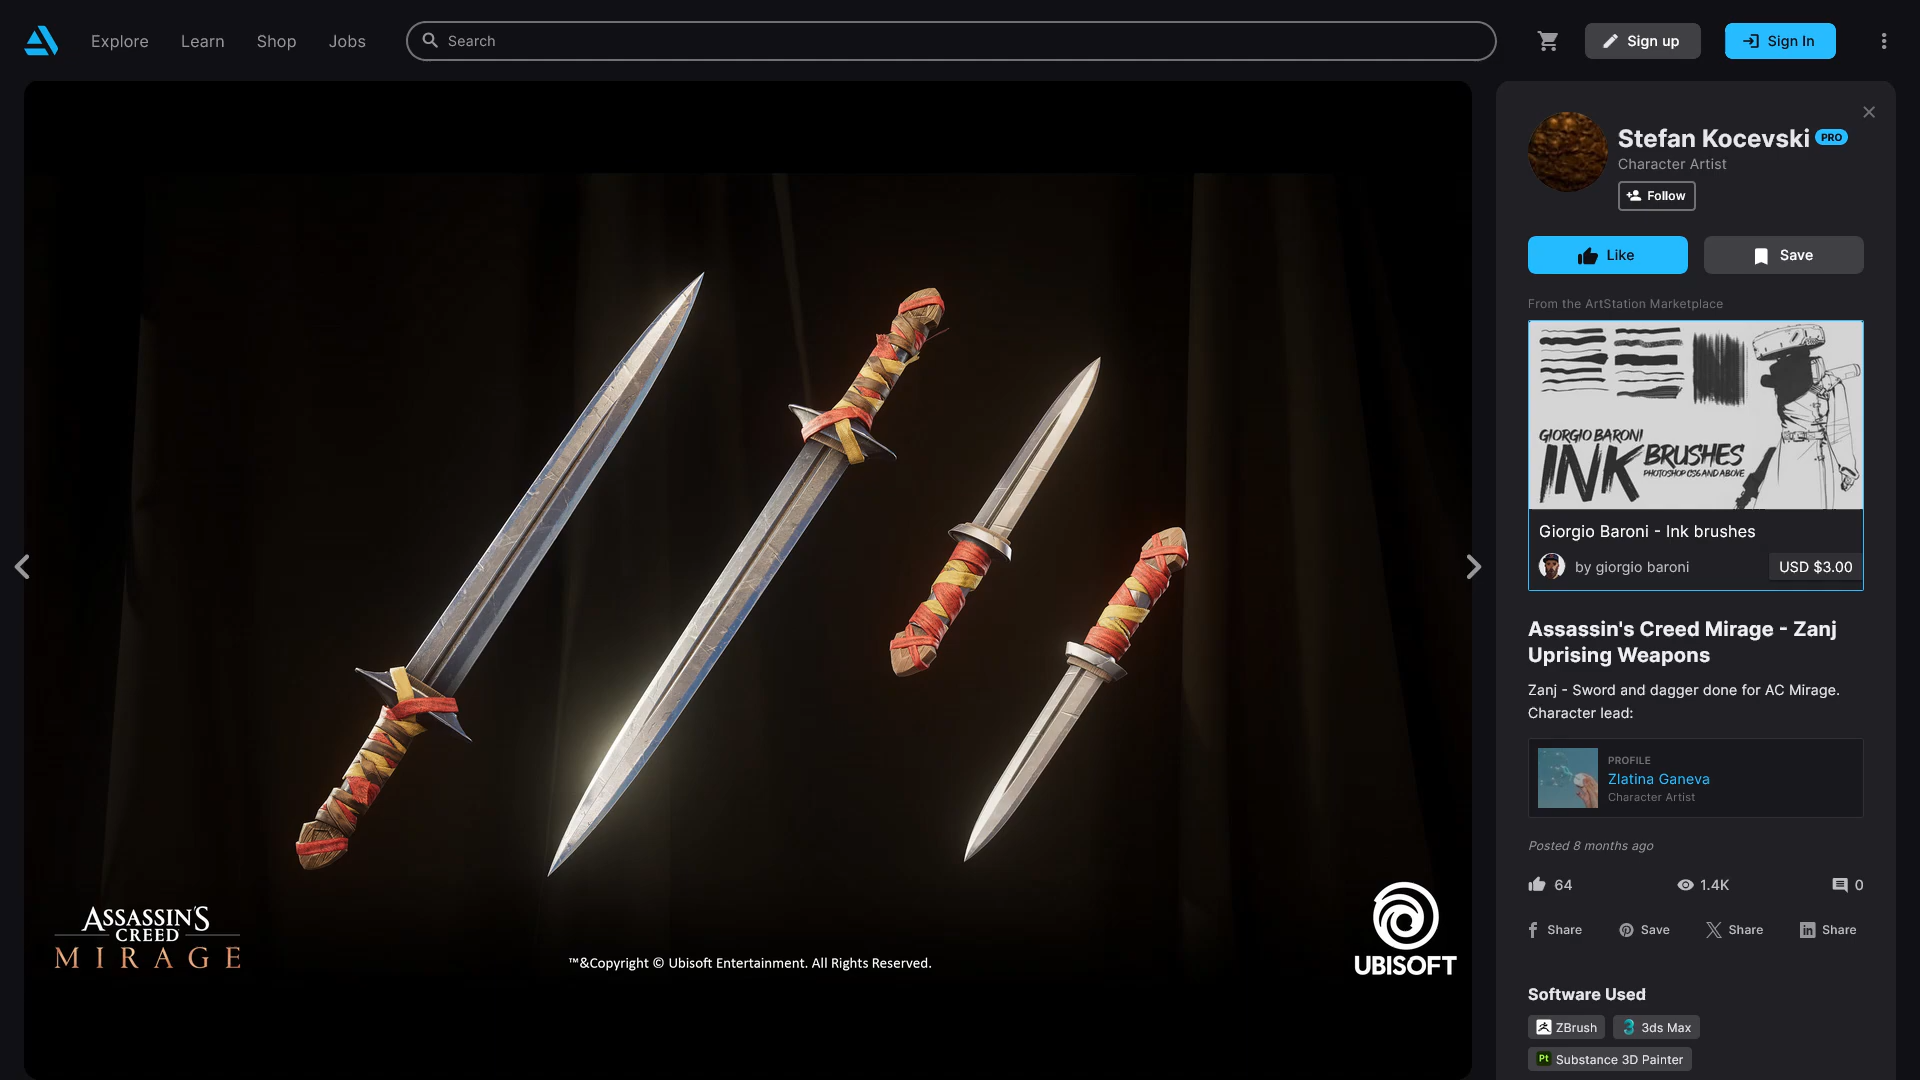 Explore
Learn
Shop
Jobs
Search
Sign up
Sign In
ASSASSIN'S
CREED
MIRAGE
™&Copyright © Ubisoft Entertainment. All Rights Reserved.
UBISOFT
Stefan Kocevski PRO
Character Artist
Follow
Like
Save
From the ArtStation Marketplace
GIORGIO BARONI
INK BRUSHES
PHOTOSHOP CS6 AND ABOVE
Giorgio Baroni - Ink brushes
by giorgio baroni
USD $3.00
Assassin's Creed Mirage - Zanj
Uprising Weapons
Zanj - Sword and dagger done for AC Mirage.
Character lead:
PROFILE
Zlatina Ganeva
Character Artist
Posted 8 months ago
64
1.4K
0
Share
Save
Share
Share
Software Used
ZBrush
3ds Max
Pt Substance 3D Painter